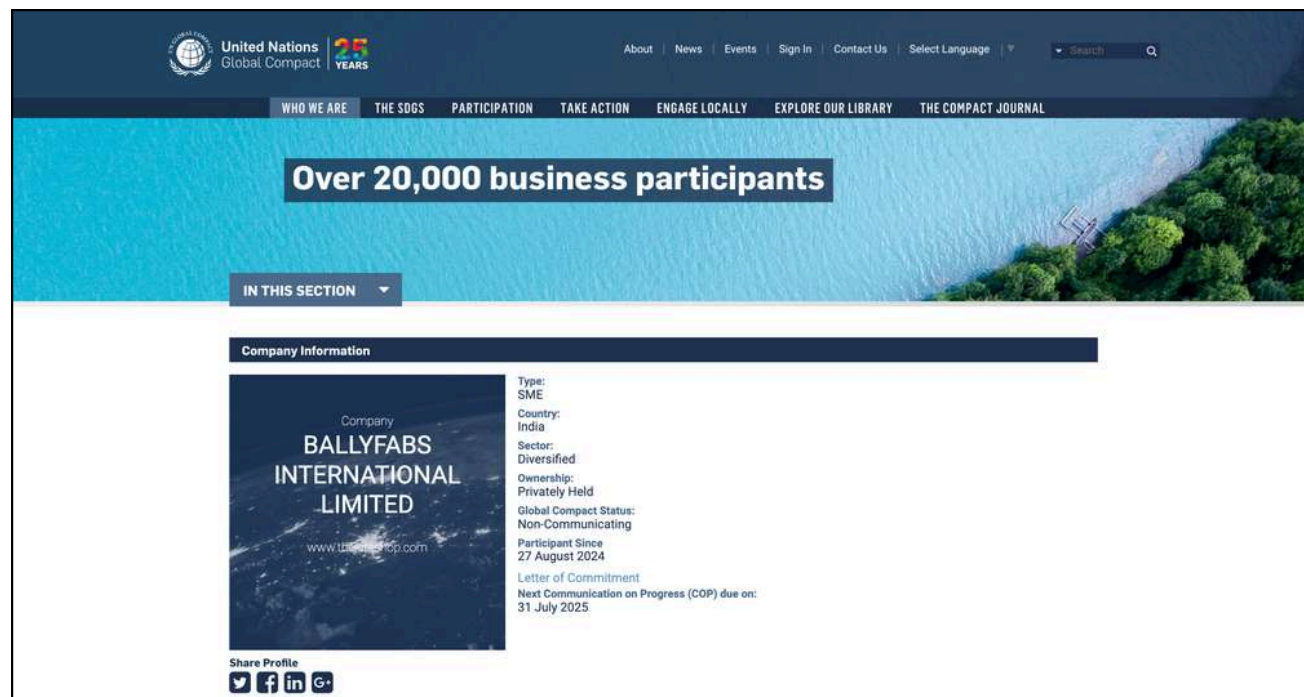 United Nations
Global Compact
25
YEARS
About | News | Events | Sign In | Contact Us | Select Language | ▼
Search
WHO WE ARE THE SDGS PARTICIPATION TAKE ACTION ENGAGE LOCALLY EXPLORE OUR LIBRARY THE COMPACT JOURNAL
Over 20,000 business participants
IN THIS SECTION
Company Information
Company
BALLYFABS
INTERNATIONAL
LIMITED
Type:
SME
Country:
India
Sector:
Diversified
Ownership:
Privately Held
Global Compact Status:
Non-Communicating
Participant Since
27 August 2024
Letter of Commitment
Next Communication on Progress (COP) due on:
31 July 2025
Share Profile